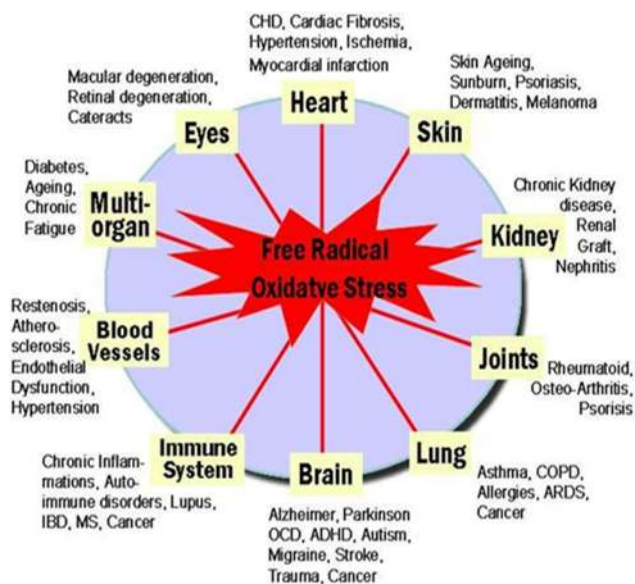 CHD, Cardiac Fibrosis,
Hypertension, Ischemia,
Myocardial infarction
Heart
Skin Ageing,
Sunburn, Psoriasis,
Dermatitis, Melanoma
Skin
Chronic Kidney
disease,
Renal
Graft,
Nephritis
Kidney
Joints
Rheumatoid,
Osteo-Arthritis,
Psorisis
Lung
Asthma, COPD,
Allergies, ARDS,
Cancer
Brain
Alzheimer, Parkinson
OCD, ADHD, Autism,
Migraine, Stroke,
Trauma, Cancer
Immune
System
Chronic Inflam-
mations, Auto-
immune disorders, Lupus,
IBD, MS, Cancer
Blood
Vessels
Restenosis,
Athero-
sclerosis,
Endothelial
Dysfunction,
Hypertension
Multi-
organ
Diabetes,
Ageing,
Chronic
Fatigue
Eyes
Macular degeneration,
Retinal degeneration,
Cateracts
Free Radical
Oxidatve Stress